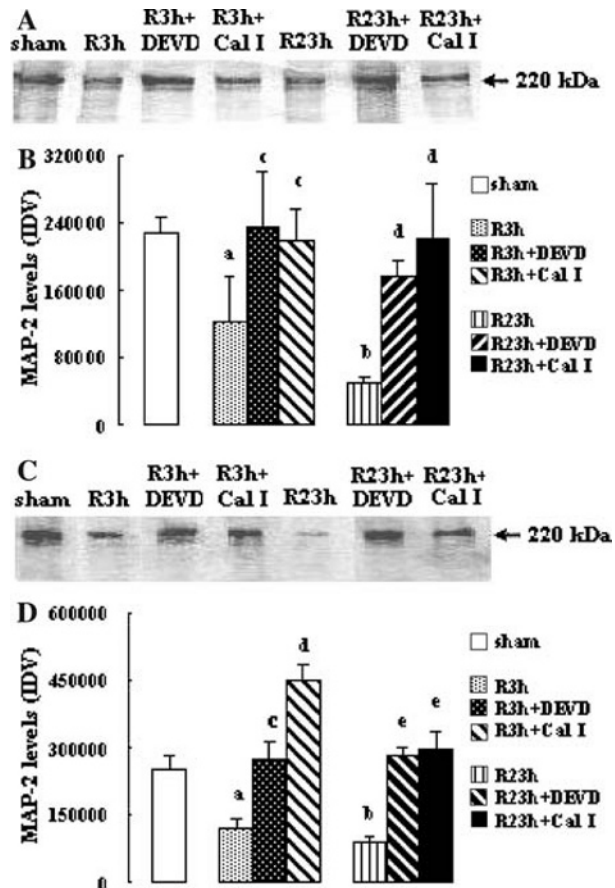 A
sham R3h R3h+ DEVD R3h+ Cal I R23h R23h+ DEVD R23h+ Cal I
220 kDa
B
MAP-2 levels (IDV)
320000
240000
160000
80000
0
a
c
c
b
d
d
sham
R3h
R3h+DEVD
R3h+Cal I
R23h
R23h+DEVD
R23h+Cal I
C
sham R3h R3h+ DEVD R3h+ Cal I R23h R23h+ DEVD R23h+ Cal I
220 kDa
D
MAP-2 levels (IDV)
600000
450000
300000
150000
0
a
c
d
b
e
e
sham
R3h
R3h+DEVD
R3h+Cal I
R23h
R23h+DEVD
R23h+Cal I